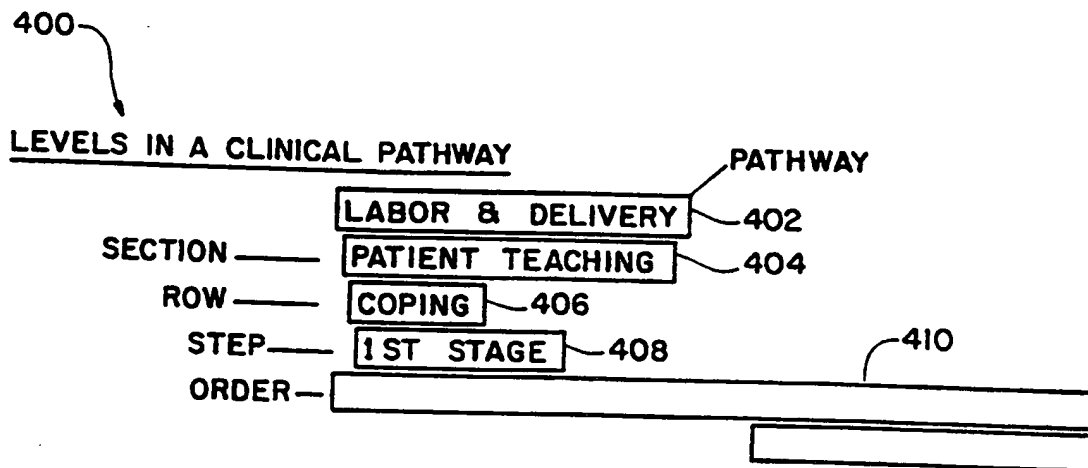 400
LEVELS IN A CLINICAL PATHWAY
PATHWAY
LABOR & DELIVERY 402
SECTION PATIENT TEACHING 404
ROW COPING 406
STEP 1ST STAGE 408
410
ORDER